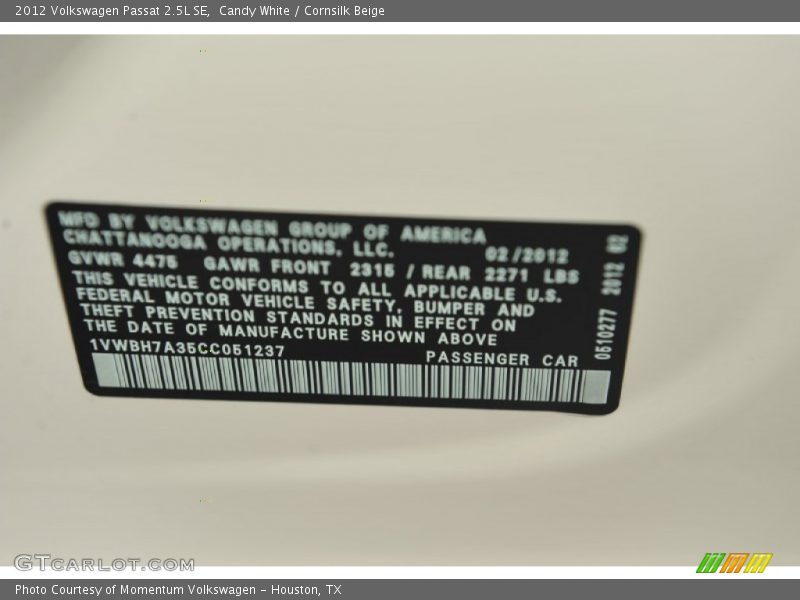 2012 Volkswagen Passat 2.5L SE,  Candy White / Cornsilk Beige
MFD BY VOLKSWAGEN GROUP OF AMERICA
CHATTANOOGA OPERATIONS, LLC. 02/2012
GVWR 4475 GAWR FRONT 2315 / REAR 2271 LBS
THIS VEHICLE CONFORMS TO ALL APPLICABLE U.S.
FEDERAL MOTOR VEHICLE SAFETY, BUMPER AND
THEFT PREVENTION STANDARDS IN EFFECT ON
THE DATE OF MANUFACTURE SHOWN ABOVE
1VWBH7A35CC051237 PASSENGER CAR
0510277 2012 02
GTCARLOT.COM
Photo Courtesy of Momentum Volkswagen – Houston, TX